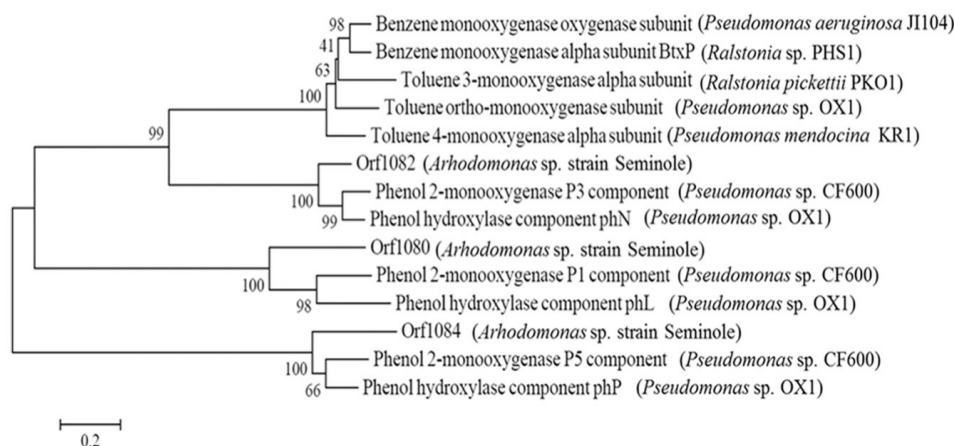 98 Benzene monooxygenase oxygenase subunit (Pseudomonas aeruginosa JI104)
41 Benzene monooxygenase alpha subunit BtxP (Ralstonia sp. PHS1)
63 Toluene 3-monooxygenase alpha subunit (Ralstonia pickettii PKO1)
100 Toluene ortho-monooxygenase subunit (Pseudomonas sp. OX1)
99 Toluene 4-monooxygenase alpha subunit (Pseudomonas mendocina KR1)
Orf1082 (Arhodomonas sp. strain Seminole)
100 Phenol 2-monooxygenase P3 component (Pseudomonas sp. CF600)
99 Phenol hydroxylase component phN (Pseudomonas sp. OX1)
Orf1080 (Arhodomonas sp. strain Seminole)
100 Phenol 2-monooxygenase P1 component (Pseudomonas sp. CF600)
98 Phenol hydroxylase component phL (Pseudomonas sp. OX1)
Orf1084 (Arhodomonas sp. strain Seminole)
100 Phenol 2-monooxygenase P5 component (Pseudomonas sp. CF600)
66 Phenol hydroxylase component phP (Pseudomonas sp. OX1)
0.2